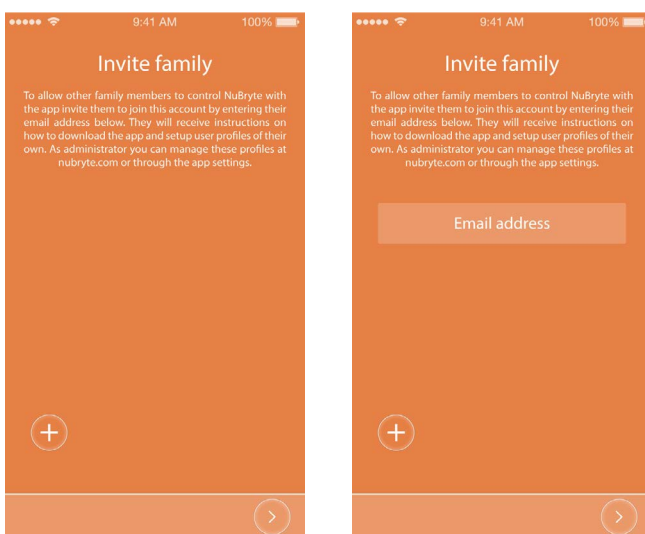 9:41 AM 100%
Invite family
To allow other family members to control NuBryte with
the app invite them to join this account by entering their
email address below. They will receive instructions on
how to download the app and setup user profiles of their
own. As administrator you can manage these profiles at
nubryte.com or through the app settings.
9:41 AM 100%
Invite family
To allow other family members to control NuBryte with
the app invite them to join this account by entering their
email address below. They will receive instructions on
how to download the app and setup user profiles of their
own. As administrator you can manage these profiles at
nubryte.com or through the app settings.
Email address